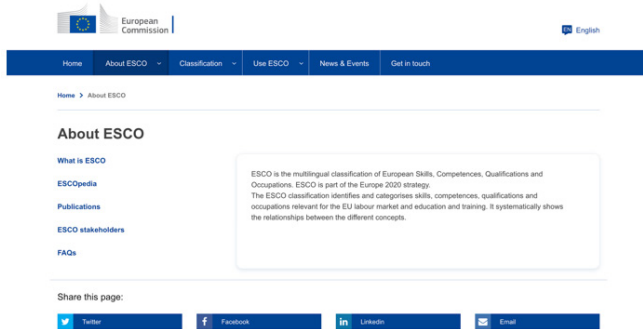 European
Commission
EN English
Home About ESCO Classification Use ESCO News & Events Get in touch
Home > About ESCO
About ESCO
What is ESCO
ESCOpedia
Publications
ESCO stakeholders
FAQs
ESCO is the multilingual classification of European Skills, Competences, Qualifications and
Occupations. ESCO is part of the Europe 2020 strategy.
The ESCO classification identifies and categorises skills, competences, qualifications and
occupations relevant for the EU labour market and education and training. It systematically shows
the relationships between the different concepts.
Share this page:
Twitter Facebook Linkedin Email